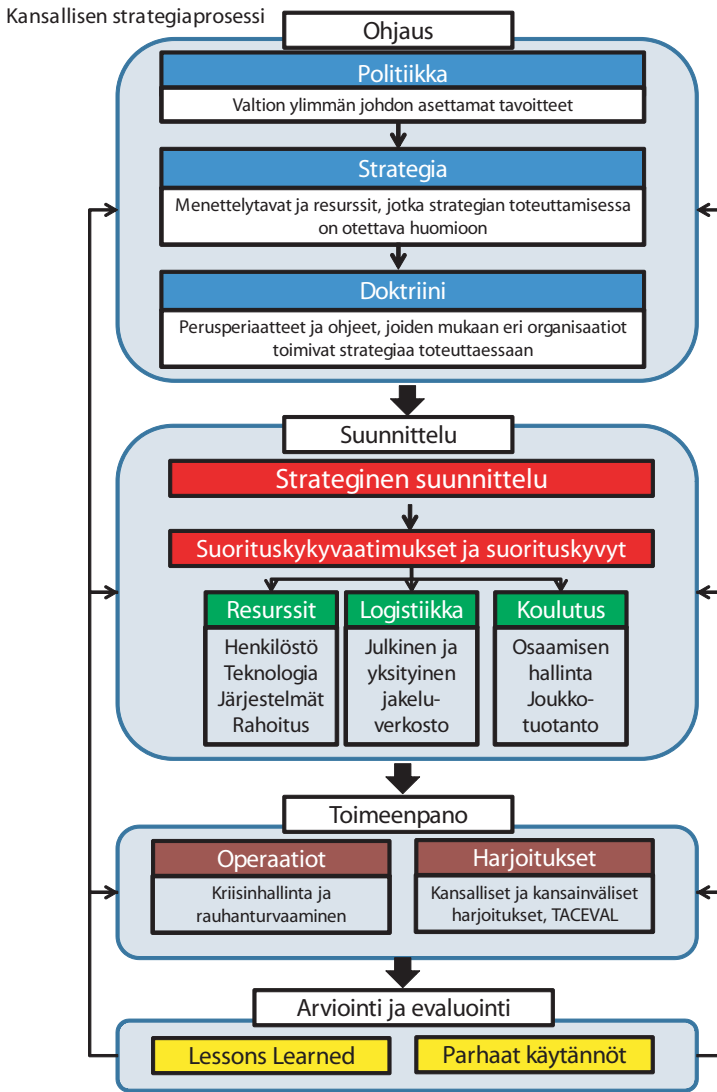 Kansallisen strategiaprosessi
Ohjaus
Politiikka
Valtion ylimmän johdon asettamat tavoitteet
Strategia
Menettelytavat ja resurssit, jotka strategian toteuttamisessa
on otettava huomioon
Doktriini
Perusperiaatteet ja ohjeet, joiden mukaan eri organisaatiot
toimivat strategiaa toteuttaessaan
Suunnittelu
Strateginen suunnittelu
Suorituskykyvaatimukset ja suorituskyvyt
Resurssit
Henkilöstö
Teknologia
Järjestelmät
Rahoitus
Logistiikka
Julkinen ja
yksityinen
jakelu-
verkosto
Koulutus
Osaamisen
hallinta
Joukko-
tuotanto
Toimeenpano
Operaatiot
Kriisinhallinta ja
rauhanturvaaminen
Harjoitukset
Kansalliset ja kansainväliset
harjoitukset, TACEVAL
Arviointi ja evaluointi
Lessons Learned
Parhaat käytännöt